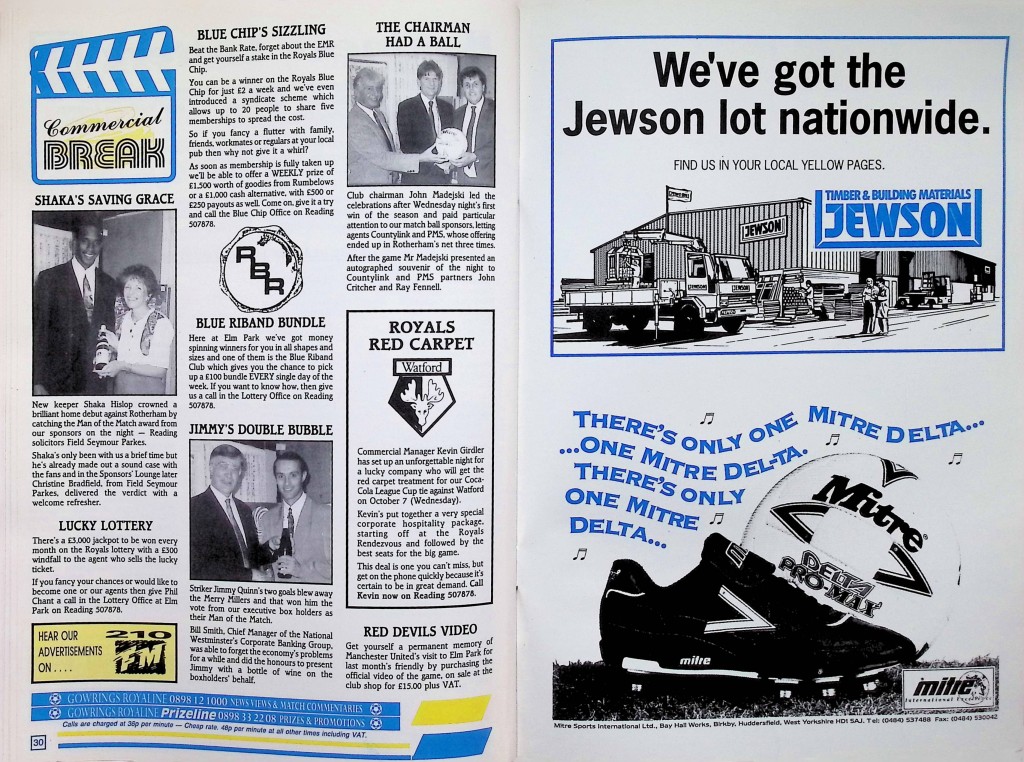 Commercial
BREAK
SHAKA'S SAVING GRACE
New keeper Shaka Hislop crowned a
brilliant home debut against Rotherham by
catching the Man of the Match award from
our sponsors on the night — Reading
solicitors Field Seymour Parkes.
Shaka's only been with us a brief time but
he's already made out a sound case with
the fans and in the Sponsors' Lounge later
Christine Bradfield, from Field Seymour
Parkes, delivered the verdict with a
welcome refresher.
LUCKY LOTTERY
There's a £3,000 jackpot to be won every
month on the Royals lottery with a £300
windfall to the agent who sells the lucky
ticket.
If you fancy your chances or would like to
become one or our agents then give Phil
Chant a call in the Lottery Office at Elm
Park on Reading 507878.
HEAR OUR
ADVERTISEMENTS
ON . . . .
210
FM
BLUE CHIP'S SIZZLING
Beat the Bank Rate, forget about the EMR
and get yourself a stake in the Royals Blue
Chip.
You can be a winner on the Royals Blue
Chip for just £2 a week and we've even
introduced a syndicate scheme which
allows up to 20 people to share five
memberships to spread the cost.
So if you fancy a flutter with family,
friends, workmates or regulars at your local
pub then why not give it a whirl?
As soon as membership is fully taken up
we'll be able to offer a WEEKLY prize of
£1,500 worth of goodies from Rumbelows
or a £1,000 cash alternative, with £500 or
£250 payouts as well. Come on, give it a try
and call the Blue Chip Office on Reading
507878.
RBR
BLUE RIBAND BUNDLE
Here at Elm Park we've got money
spinning winners for you in all shapes and
sizes and one of them is the Blue Riband
Club which gives you the chance to pick
up a £100 bundle EVERY single day of the
week. If you want to know how, then give
us a call in the Lottery Office on Reading
507878.
JIMMY'S DOUBLE BUBBLE
Striker Jimmy Quinn's two goals blew away
the Merry Millers and that won him the
vote from our executive box holders as
their Man of the Match.
Bill Smith, Chief Manager of the National
Westminster's Corporate Banking Group,
was able to forget the economy's problems
for a while and did the honours to present
Jimmy with a bottle of wine on the
boxholders' behalf.
THE CHAIRMAN
HAD A BALL
Club chairman John Madejski led the
celebrations after Wednesday night's first
win of the season and paid particular
attention to our match ball sponsors, letting
agents Countylink and PMS, whose offering
ended up in Rotherham's net three times.
After the game Mr Madejski presented an
autographed souvenir of the night to
Countylink and PMS partners John
Critcher and Ray Fennell.
ROYALS
RED CARPET
Watford
Commercial Manager Kevin Girdler
has set up an unforgettable night for
a lucky company who will get the
red carpet treatment for our Coca-
Cola League Cup tie against Watford
on October 7 (Wednesday).
Kevin's put together a very special
corporate hospitality package,
starting off at the Royals
Rendezvous and followed by the
best seats for the big game.
This deal is one you can't miss, but
get on the phone quickly because it's
certain to be in great demand. Call
Kevin now on Reading 507878.
RED DEVILS VIDEO
Get yourself a permanent memory of
Manchester United's visit to Elm Park for
last month's friendly by purchasing the
official video of the game, on sale at the
club shop for £15.00 plus VAT.
GOWRINGS ROYALINE 0898 12 1000 NEWS VIEWS & MATCH COMMENTARIES
GOWRINGS ROYALINE Prizeline 0898 33 22 08 PRIZES & PROMOTIONS
Calls are charged at 36p per minute — Cheap rate, 48p per minute at all other times including VAT.
30
We've got the
Jewson lot nationwide.
FIND US IN YOUR LOCAL YELLOW PAGES.
TIMBER & BUILDING MATERIALS
JEWSON
JEWSON
JEWSON
THERE'S ONLY ONE MITRE DELTA...
...ONE MITRE DEL-TA.
THERE'S ONLY
ONE MITRE
DELTA...
Mitre®
DELTA
PRO-MAX
mitre
mitre
International
Mitre Sports International Ltd., Bay Hall Works, Birkby, Huddersfield, West Yorkshire HD1 5AJ. Tel: (0484) 537488 Fax: (0484) 530042